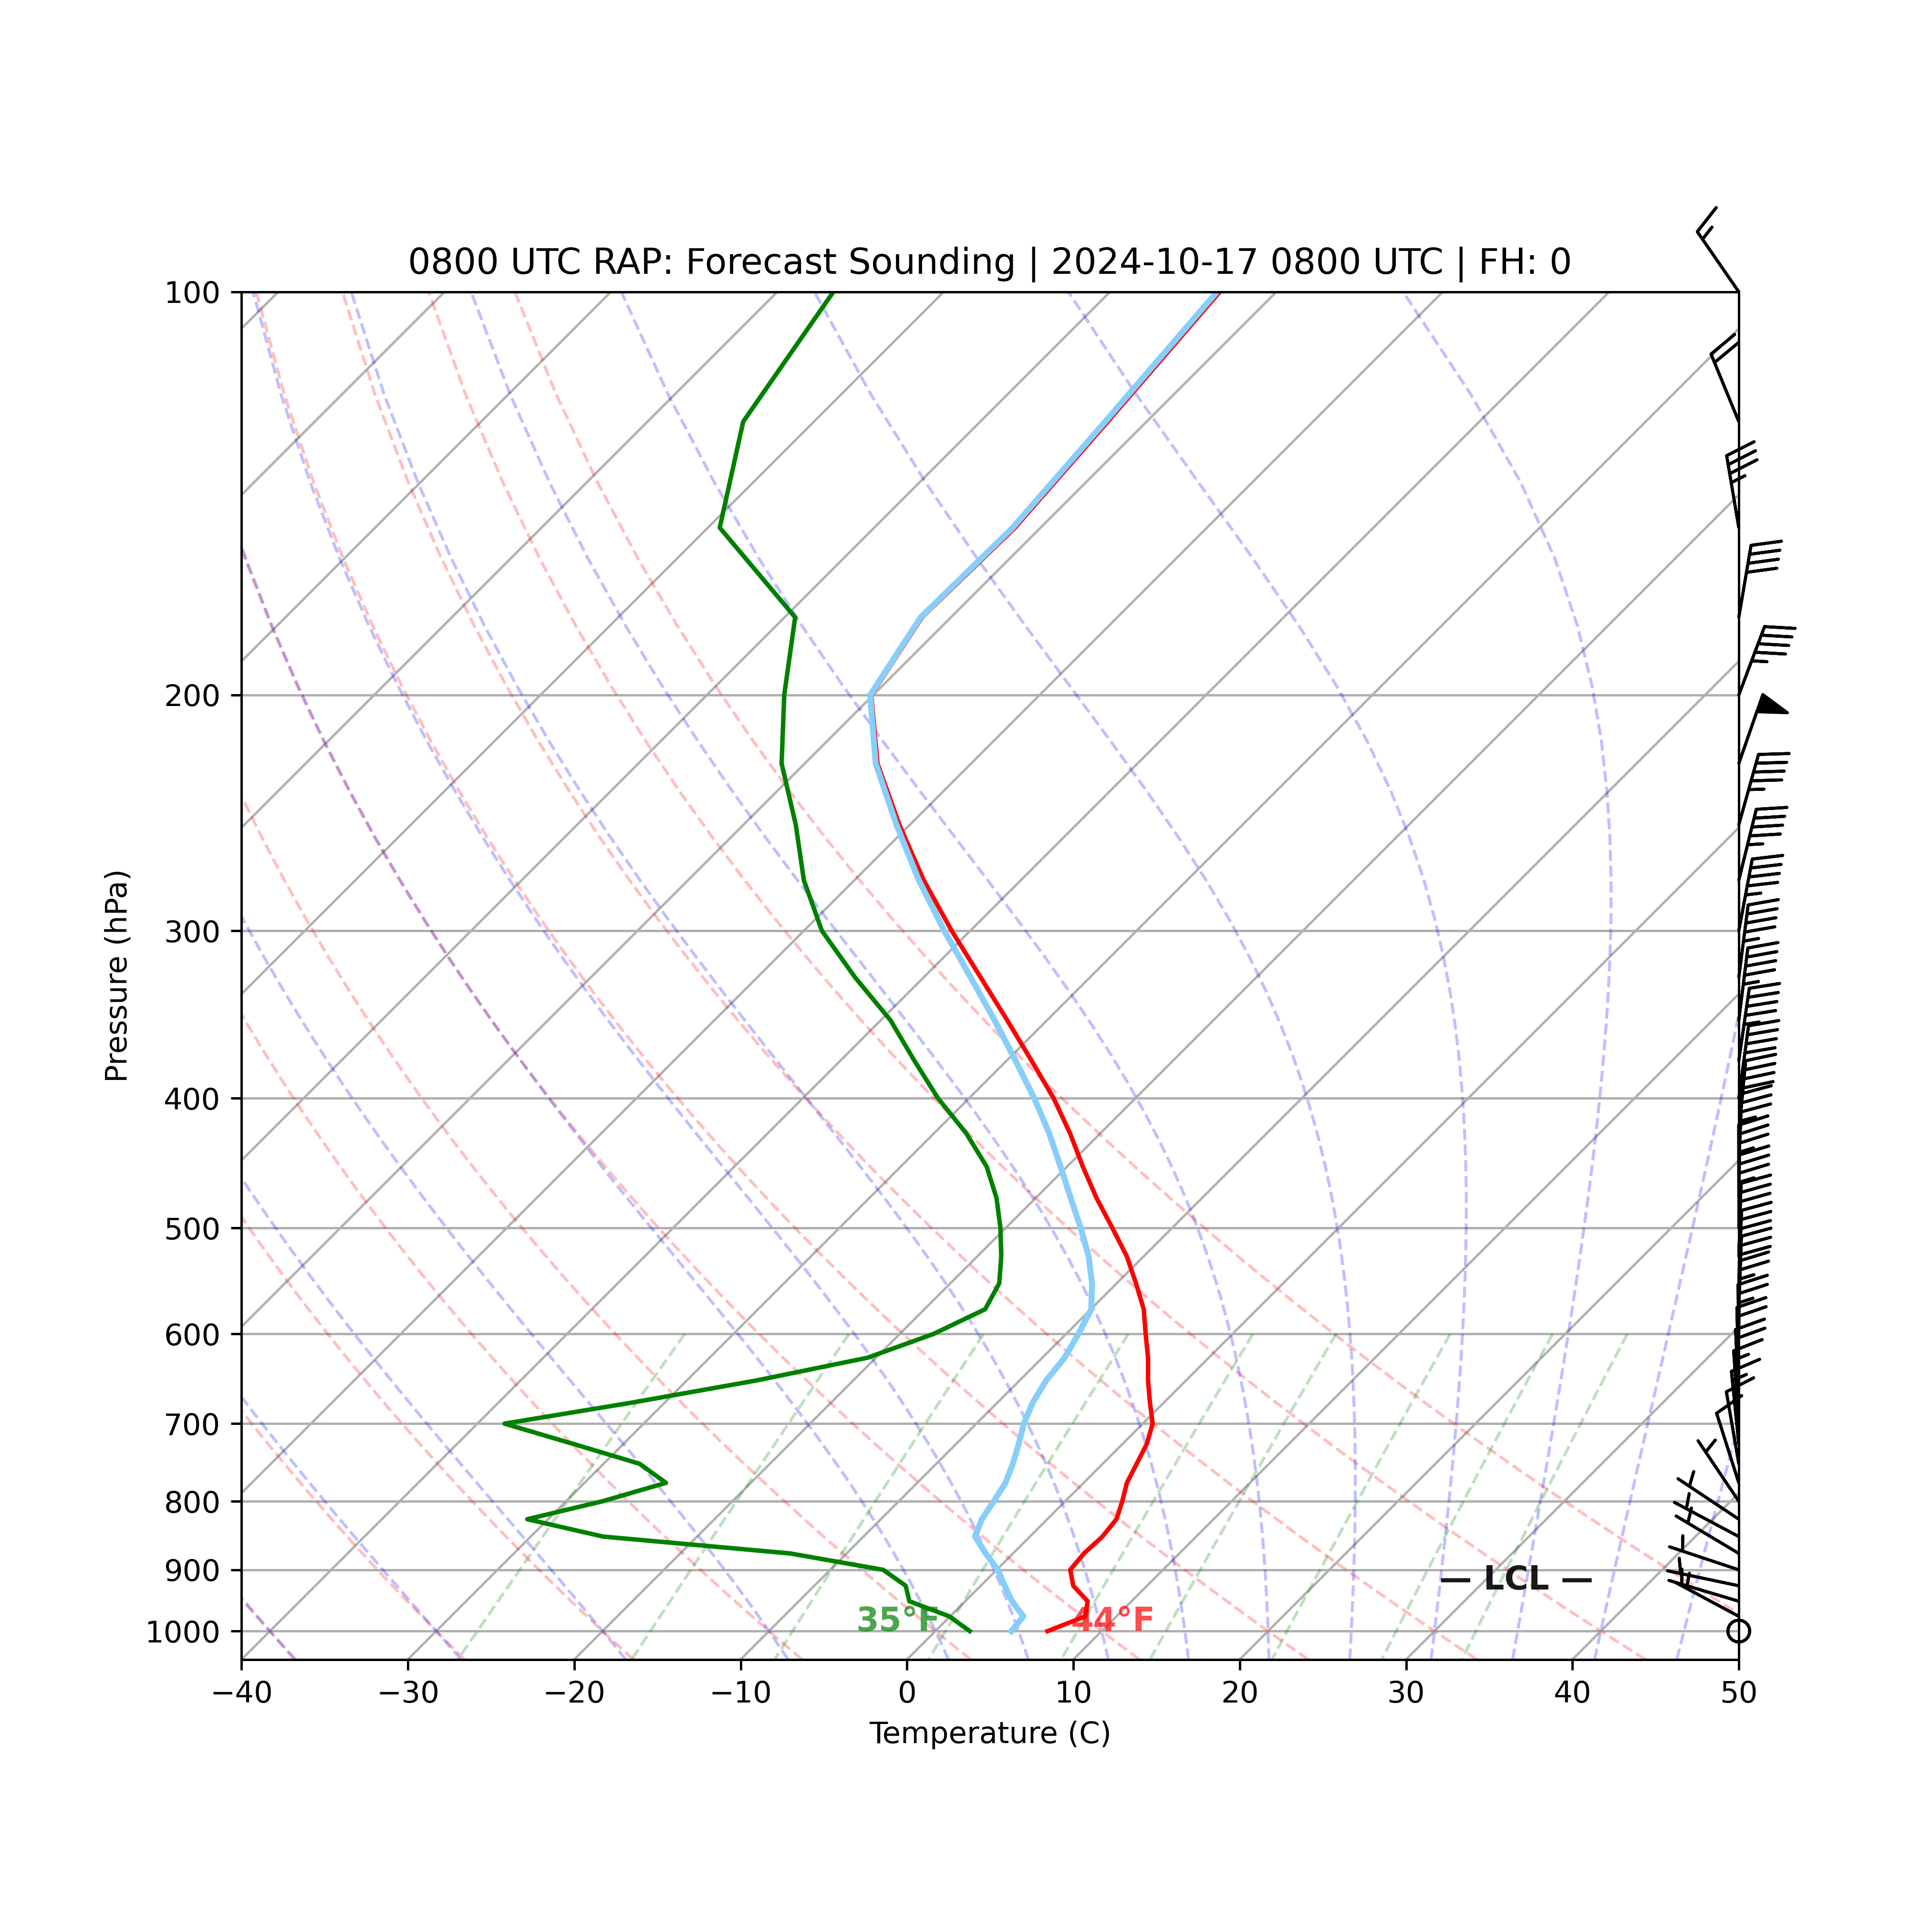 0800 UTC RAP: Forecast Sounding | 2024-10-17 0800 UTC | FH: 0
100
200
300
400
500
600
700
800
900
1000
Pressure (hPa)
— LCL —
35°F
44°F
−40 −30 −20 −10 0 10 20 30 40 50
Temperature (C)